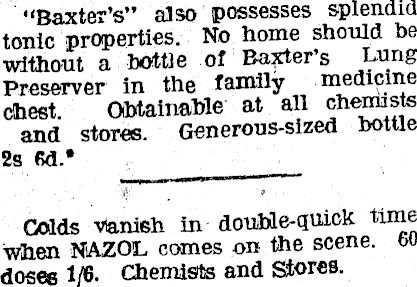 "Baxter's" also possesses splendid
tonic properties. No home should be
without a bottle of Baxter's Lung
Preserver in the family medicine
chest. Obtainable at all chemists
and stores. Generous-sized bottle
2s 6d.*
Colds vanish in double-quick time
when NAZOL comes on the scene. 60
doses 1/6. Chemists and Stores.